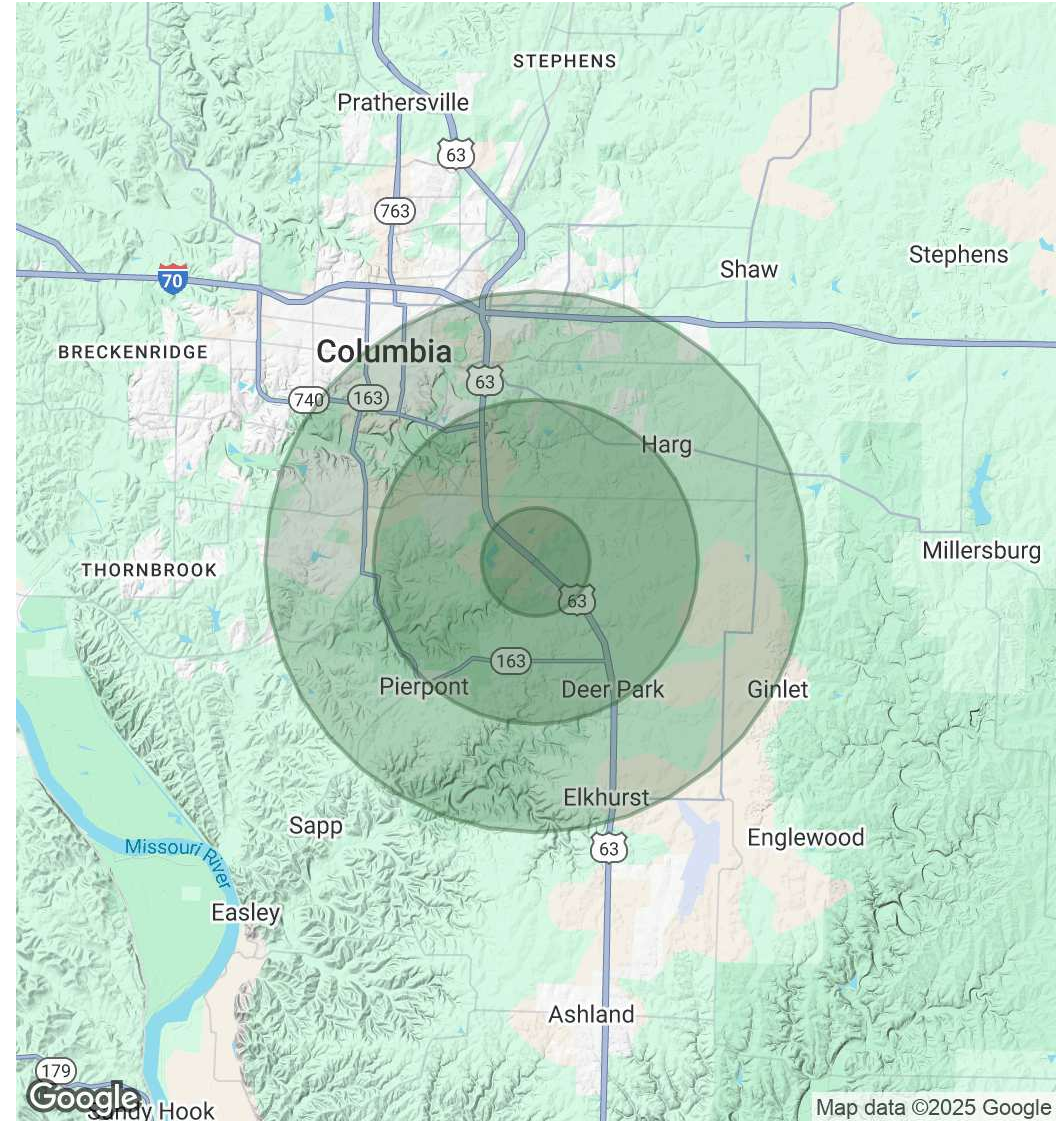 STEPHENS
Prathersville
63
763
Stephens
Shaw
70
BRECKENRIDGE
Columbia
63
740
163
Harg
Millersburg
THORNBROOK
63
163
Pierpont
Deer Park
Ginlet
Elkhurst
Sapp
Englewood
63
Missouri River
Easley
Ashland
179
Google
Sandy Hook
Map data ©2025 Google